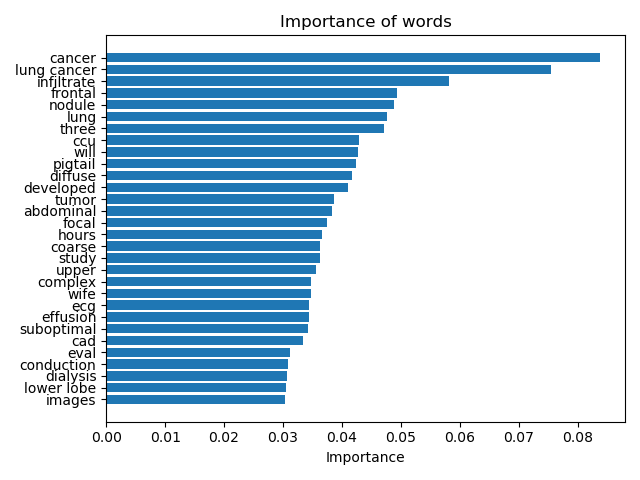 Importance of words
cancer
lung cancer
infiltrate
frontal
nodule
lung
three
ccu
will
pigtail
diffuse
developed
tumor
abdominal
focal
hours
coarse
study
upper
complex
wife
ecg
effusion
suboptimal
cad
eval
conduction
dialysis
lower lobe
images
0.00 0.01 0.02 0.03 0.04 0.05 0.06 0.07 0.08
Importance